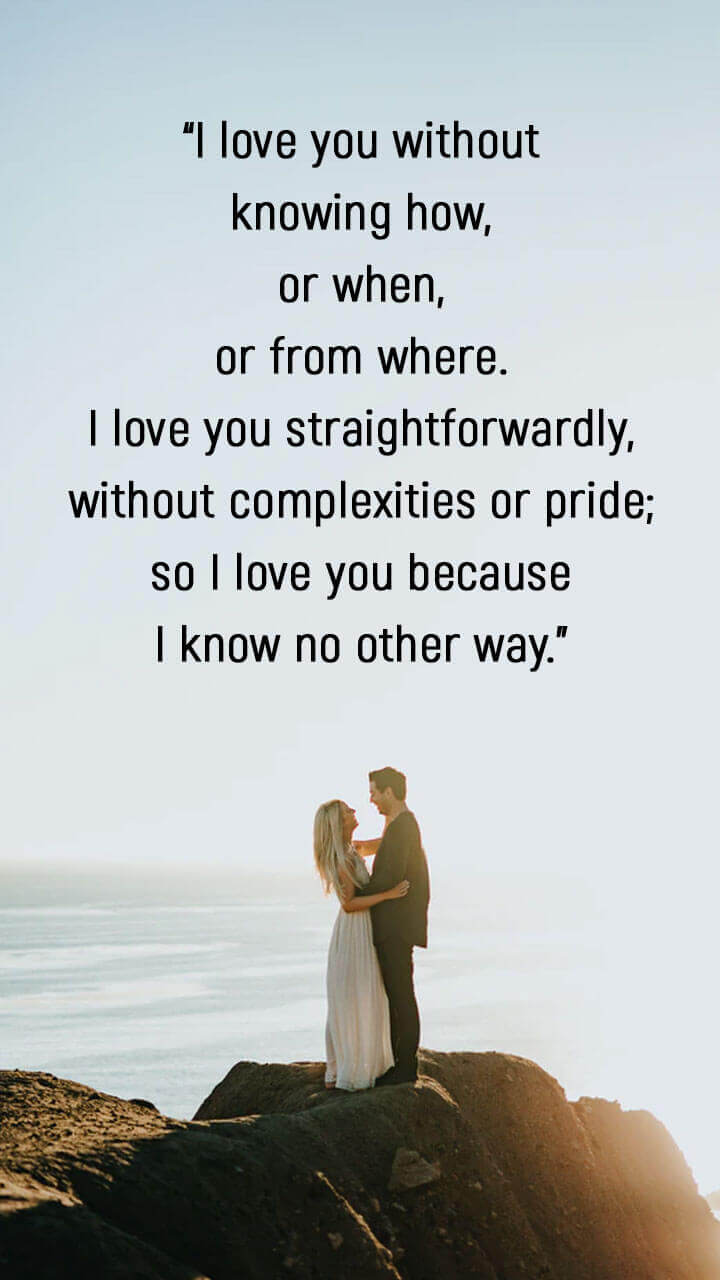 “I love you without
knowing how,
or when,
or from where.
I love you straightforwardly,
without complexities or pride;
so I love you because
I know no other way.”